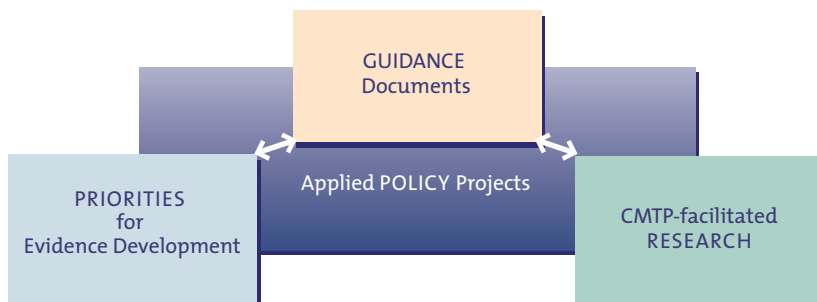 GUIDANCE
Documents
Applied POLICY Projects
PRIORITIES
for
Evidence Development
CMTP-facilitated
RESEARCH